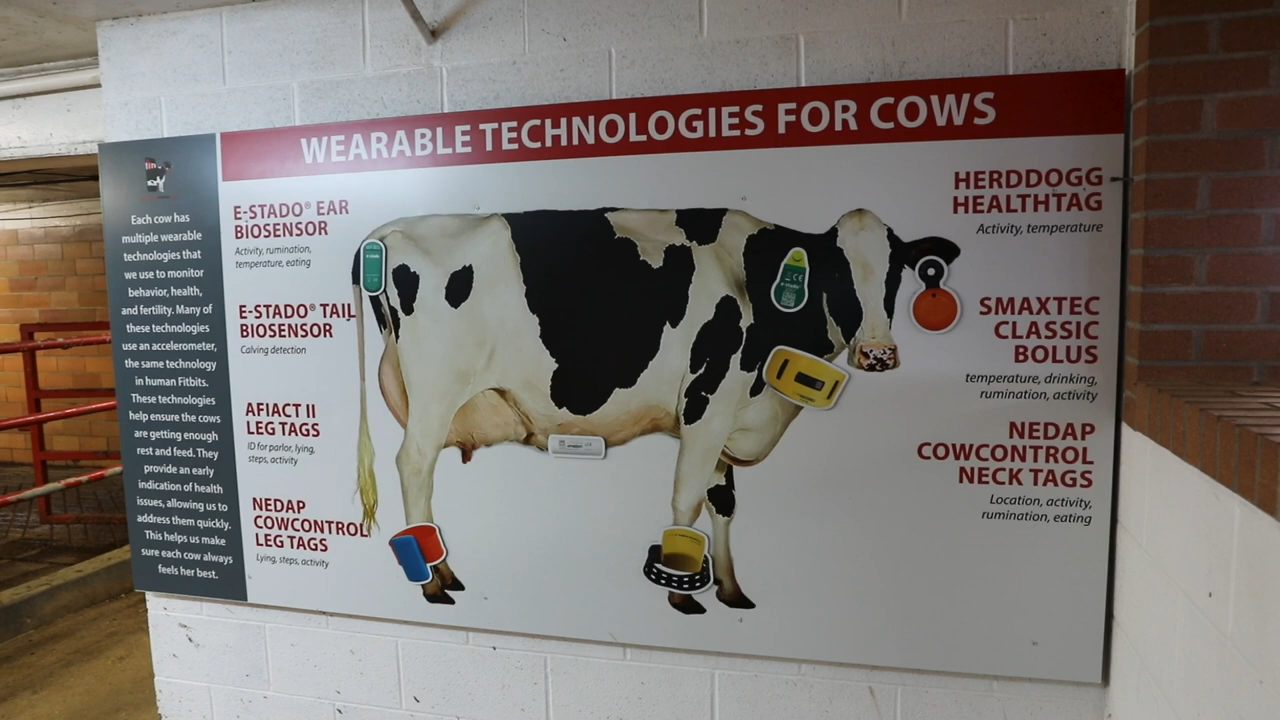 WEARABLE TECHNOLOGIES FOR COWS
Each cow has
multiple wearable
technologies that
we use to monitor
behavior, health,
and fertility. Many of
these technologies
use an accelerometer,
the same technology
in human Fitbits.
These technologies
help ensure the cows
are getting enough
rest and feed. They
provide an early
indication of health
issues, allowing us to
address them quickly.
This helps us make
sure each cow always
feels her best.
E-STADO® EAR
BIOSENSOR
Activity, rumination,
temperature, eating
E-STADO® TAIL
BIOSENSOR
Calving detection
AFIACT II
LEG TAGS
ID for parlor, lying,
steps, activity
NEDAP
COWCONTROL
LEG TAGS
Lying, steps, activity
HERDDOGG
HEALTHTAG
Activity, temperature
SMAXTEC
CLASSIC
BOLUS
temperature, drinking,
rumination, activity
NEDAP
COWCONTROL
NECK TAGS
Location, activity,
rumination, eating